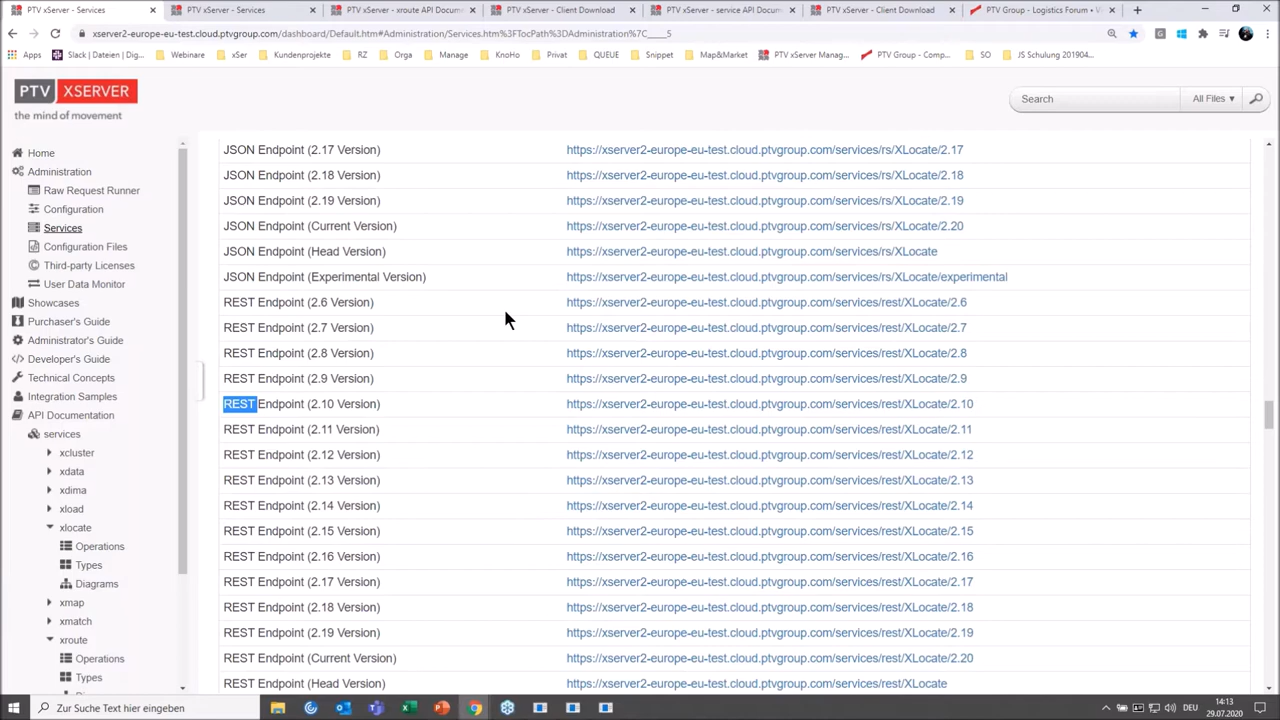 PTV xServer - Services
PTV xServer - Services
PTV xServer - xroute API Docume
PTV xServer - Client Download
PTV xServer - service API Docum
PTV xServer - Client Download
PTV Group - Logistics Forum • Vi
xserver2-europe-eu-test.cloud.ptvgroup.com/dashboard/Default.htm#Administration/Services.htm%3FTocPath%3DAdministration%7C____5
Apps
Slack | Dateien | Dig...
Webinare
xSer
Kundenprojekte
RZ
Orga
Manage
KnoHo
Privat
QUEUE
Snippet
Map&Market
PTV xServer Manag...
PTV Group - Comp...
SO
JS Schulung 201904...
PTV XSERVER
the mind of movement
Search
All Files ▾
Home
Administration
Raw Request Runner
Configuration
Services
Configuration Files
Third-party Licenses
User Data Monitor
Showcases
Purchaser's Guide
Administrator's Guide
Developer's Guide
Technical Concepts
Integration Samples
API Documentation
services
xcluster
xdata
xdima
xload
xlocate
Operations
Types
Diagrams
xmap
xmatch
xroute
Operations
Types
JSON Endpoint (2.17 Version) https://xserver2-europe-eu-test.cloud.ptvgroup.com/services/rs/XLocate/2.17
JSON Endpoint (2.18 Version) https://xserver2-europe-eu-test.cloud.ptvgroup.com/services/rs/XLocate/2.18
JSON Endpoint (2.19 Version) https://xserver2-europe-eu-test.cloud.ptvgroup.com/services/rs/XLocate/2.19
JSON Endpoint (Current Version) https://xserver2-europe-eu-test.cloud.ptvgroup.com/services/rs/XLocate/2.20
JSON Endpoint (Head Version) https://xserver2-europe-eu-test.cloud.ptvgroup.com/services/rs/XLocate
JSON Endpoint (Experimental Version) https://xserver2-europe-eu-test.cloud.ptvgroup.com/services/rs/XLocate/experimental
REST Endpoint (2.6 Version) https://xserver2-europe-eu-test.cloud.ptvgroup.com/services/rest/XLocate/2.6
REST Endpoint (2.7 Version) https://xserver2-europe-eu-test.cloud.ptvgroup.com/services/rest/XLocate/2.7
REST Endpoint (2.8 Version) https://xserver2-europe-eu-test.cloud.ptvgroup.com/services/rest/XLocate/2.8
REST Endpoint (2.9 Version) https://xserver2-europe-eu-test.cloud.ptvgroup.com/services/rest/XLocate/2.9
REST Endpoint (2.10 Version) https://xserver2-europe-eu-test.cloud.ptvgroup.com/services/rest/XLocate/2.10
REST Endpoint (2.11 Version) https://xserver2-europe-eu-test.cloud.ptvgroup.com/services/rest/XLocate/2.11
REST Endpoint (2.12 Version) https://xserver2-europe-eu-test.cloud.ptvgroup.com/services/rest/XLocate/2.12
REST Endpoint (2.13 Version) https://xserver2-europe-eu-test.cloud.ptvgroup.com/services/rest/XLocate/2.13
REST Endpoint (2.14 Version) https://xserver2-europe-eu-test.cloud.ptvgroup.com/services/rest/XLocate/2.14
REST Endpoint (2.15 Version) https://xserver2-europe-eu-test.cloud.ptvgroup.com/services/rest/XLocate/2.15
REST Endpoint (2.16 Version) https://xserver2-europe-eu-test.cloud.ptvgroup.com/services/rest/XLocate/2.16
REST Endpoint (2.17 Version) https://xserver2-europe-eu-test.cloud.ptvgroup.com/services/rest/XLocate/2.17
REST Endpoint (2.18 Version) https://xserver2-europe-eu-test.cloud.ptvgroup.com/services/rest/XLocate/2.18
REST Endpoint (2.19 Version) https://xserver2-europe-eu-test.cloud.ptvgroup.com/services/rest/XLocate/2.19
REST Endpoint (Current Version) https://xserver2-europe-eu-test.cloud.ptvgroup.com/services/rest/XLocate/2.20
REST Endpoint (Head Version) https://xserver2-europe-eu-test.cloud.ptvgroup.com/services/rest/XLocate
Zur Suche Text hier eingeben
DEU
14:13
29.07.2020